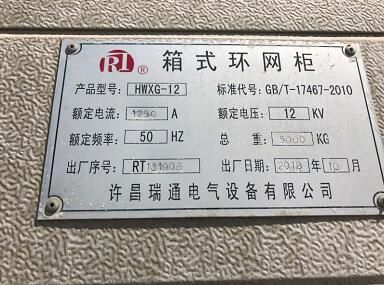 RT® 箱式环网柜
产品型号: HWXG-12 标准代号: GB/T-17467-2010
额定电流: 1250 A 额定电压: 12 KV
额定频率: 50 HZ 总 重: 5000 KG
出厂序号: RT131008 出厂日期: 2018 年 10 月
许昌瑞通电气设备有限公司